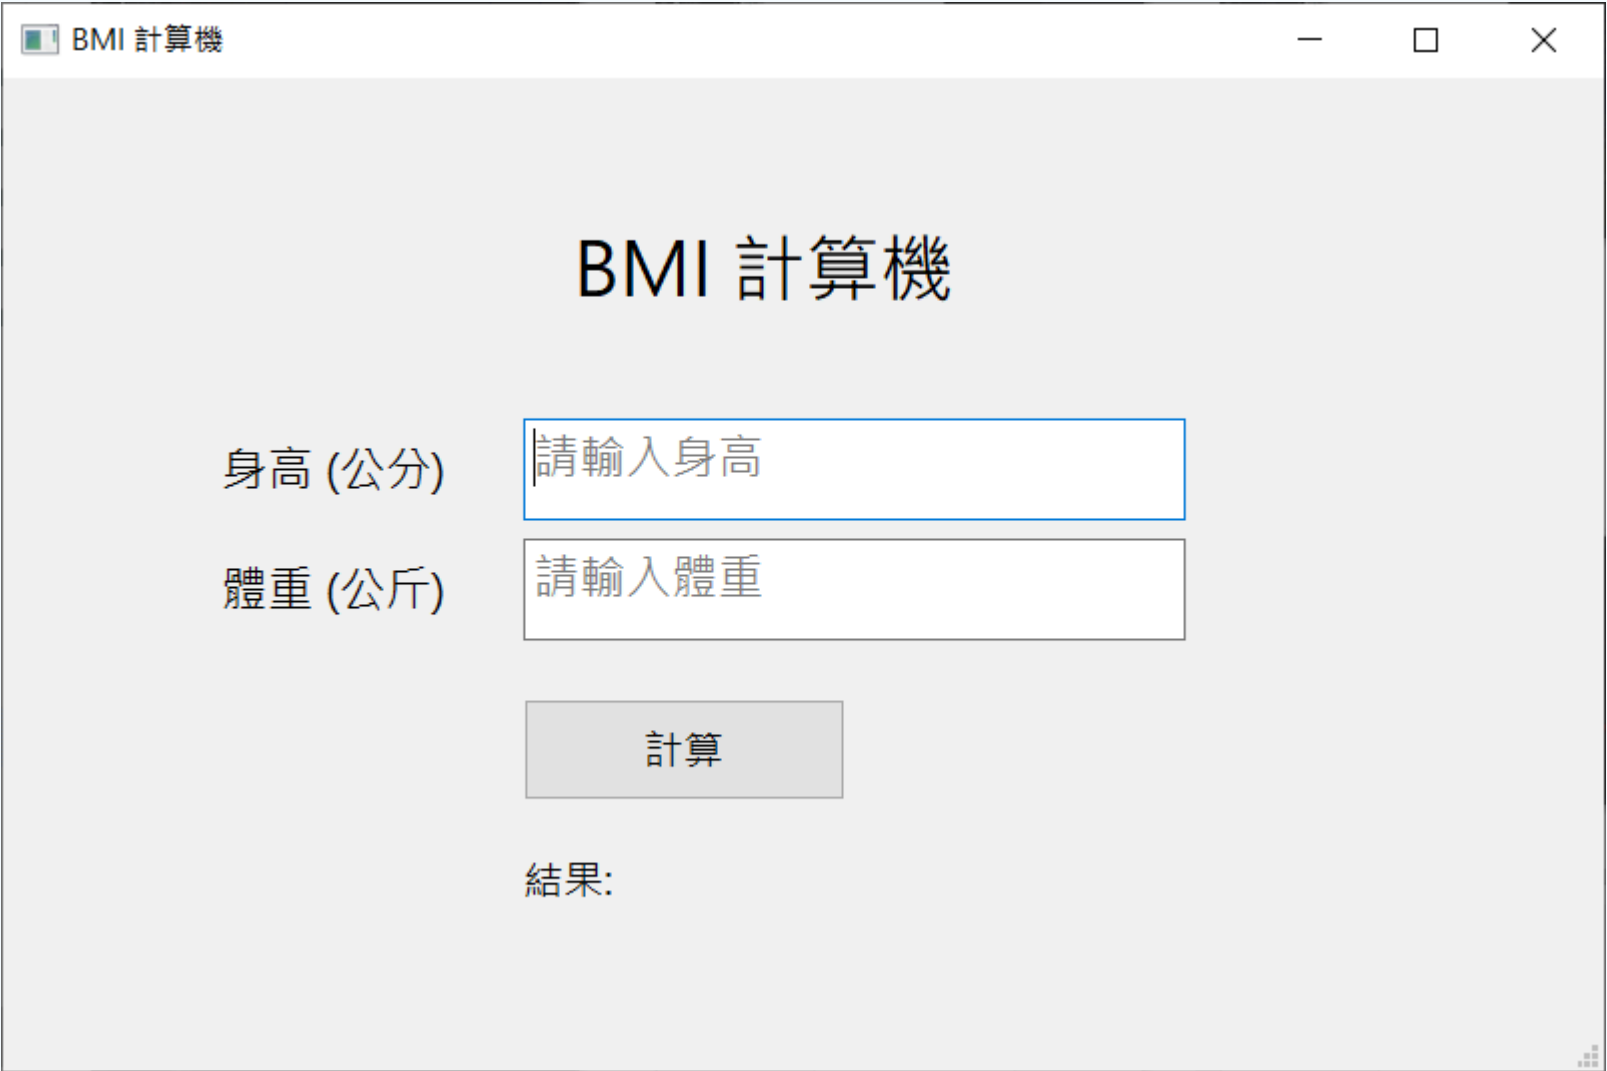 BMI 計算機
BMI 計算機
身高 (公分)
請輸入身高
體重 (公斤)
請輸入體重
計算
結果: